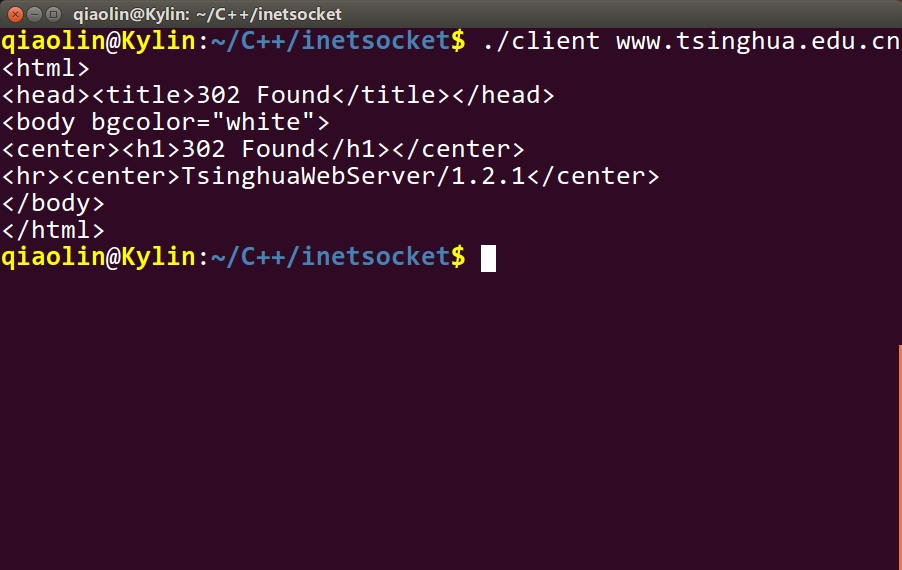 qiaolin@Kylin: ~/C++/inetsocket
qiaolin@Kylin:~/C++/inetsocket$ ./client www.tsinghua.edu.cn
<html>
<head><title>302 Found</title></head>
<body bgcolor="white">
<center><h1>302 Found</h1></center>
<hr><center>TsinghuaWebServer/1.2.1</center>
</body>
</html>
qiaolin@Kylin:~/C++/inetsocket$